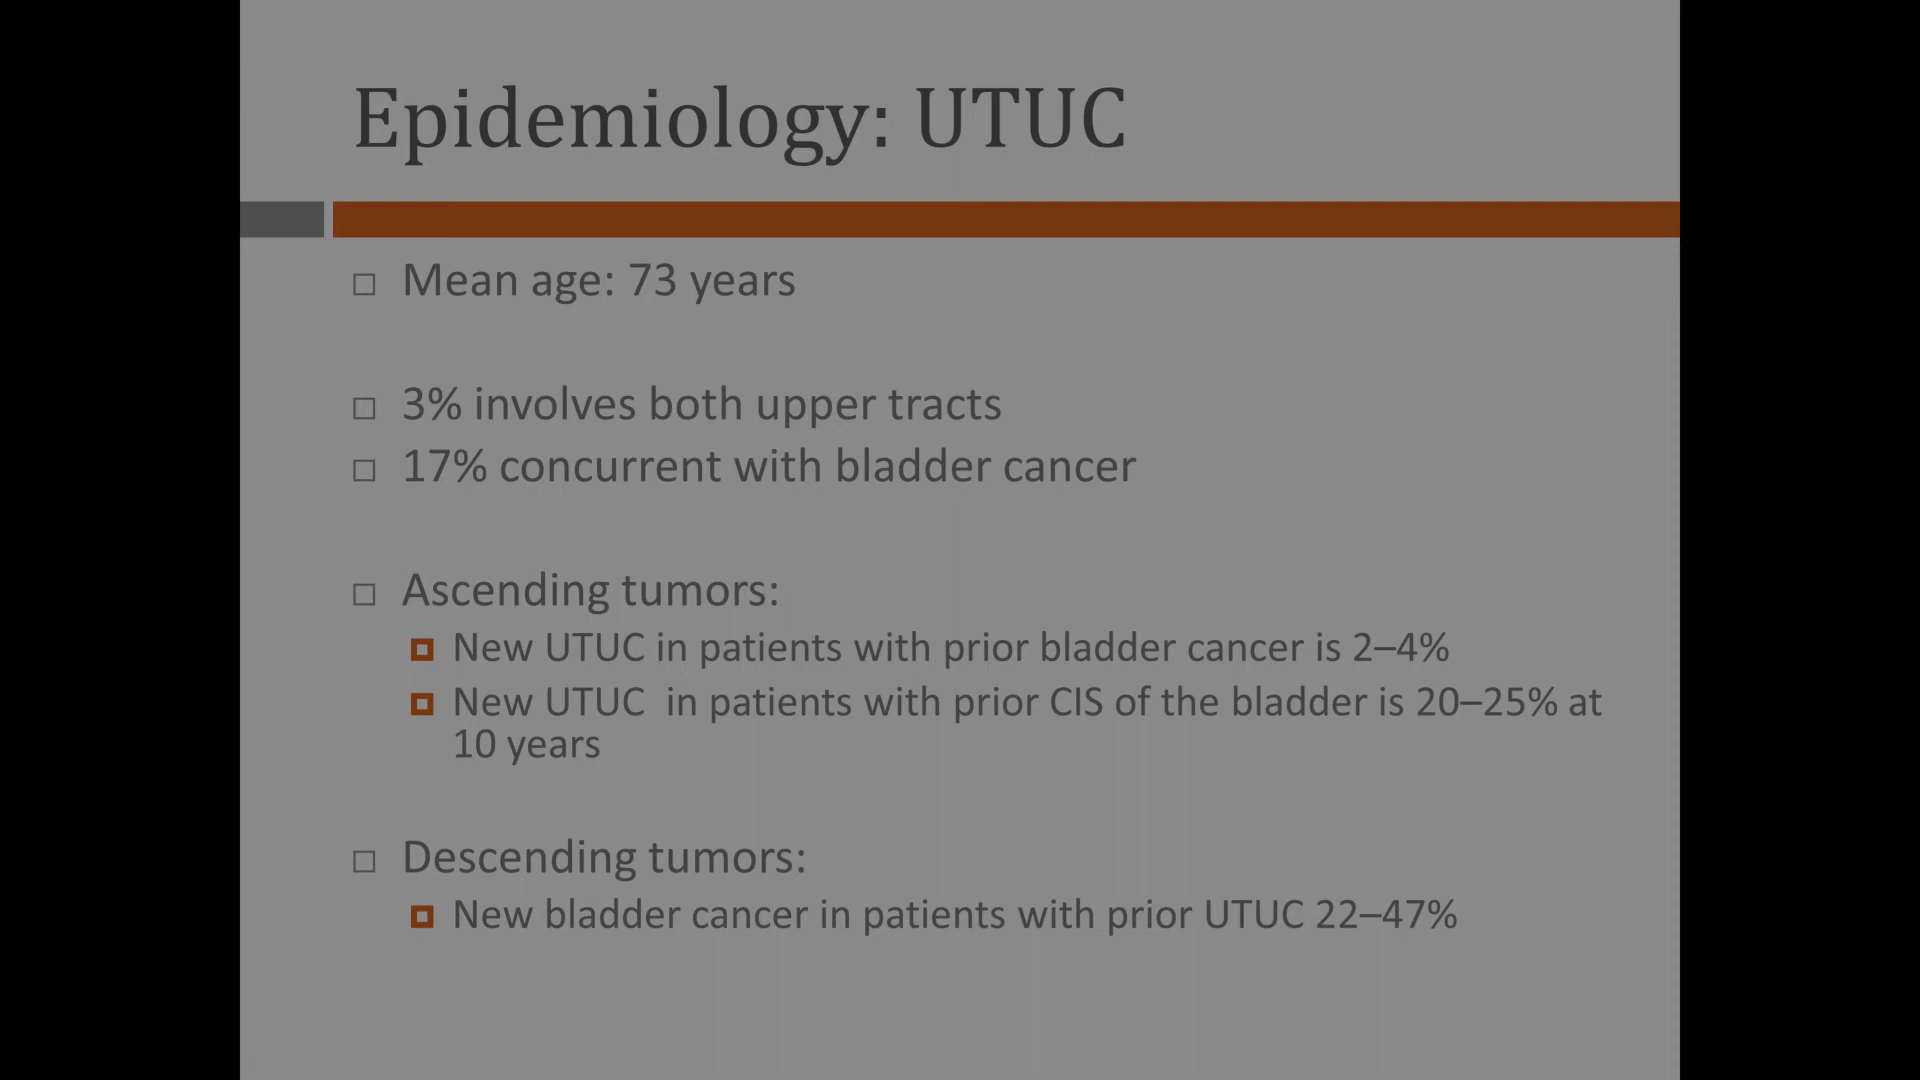 Epidemiology: UTUC
Mean age: 73 years
3% involves both upper tracts
17% concurrent with bladder cancer
Ascending tumors:
New UTUC in patients with prior bladder cancer is 2–4%
New UTUC  in patients with prior CIS of the bladder is 20–25% at
10 years
Descending tumors:
New bladder cancer in patients with prior UTUC 22–47%